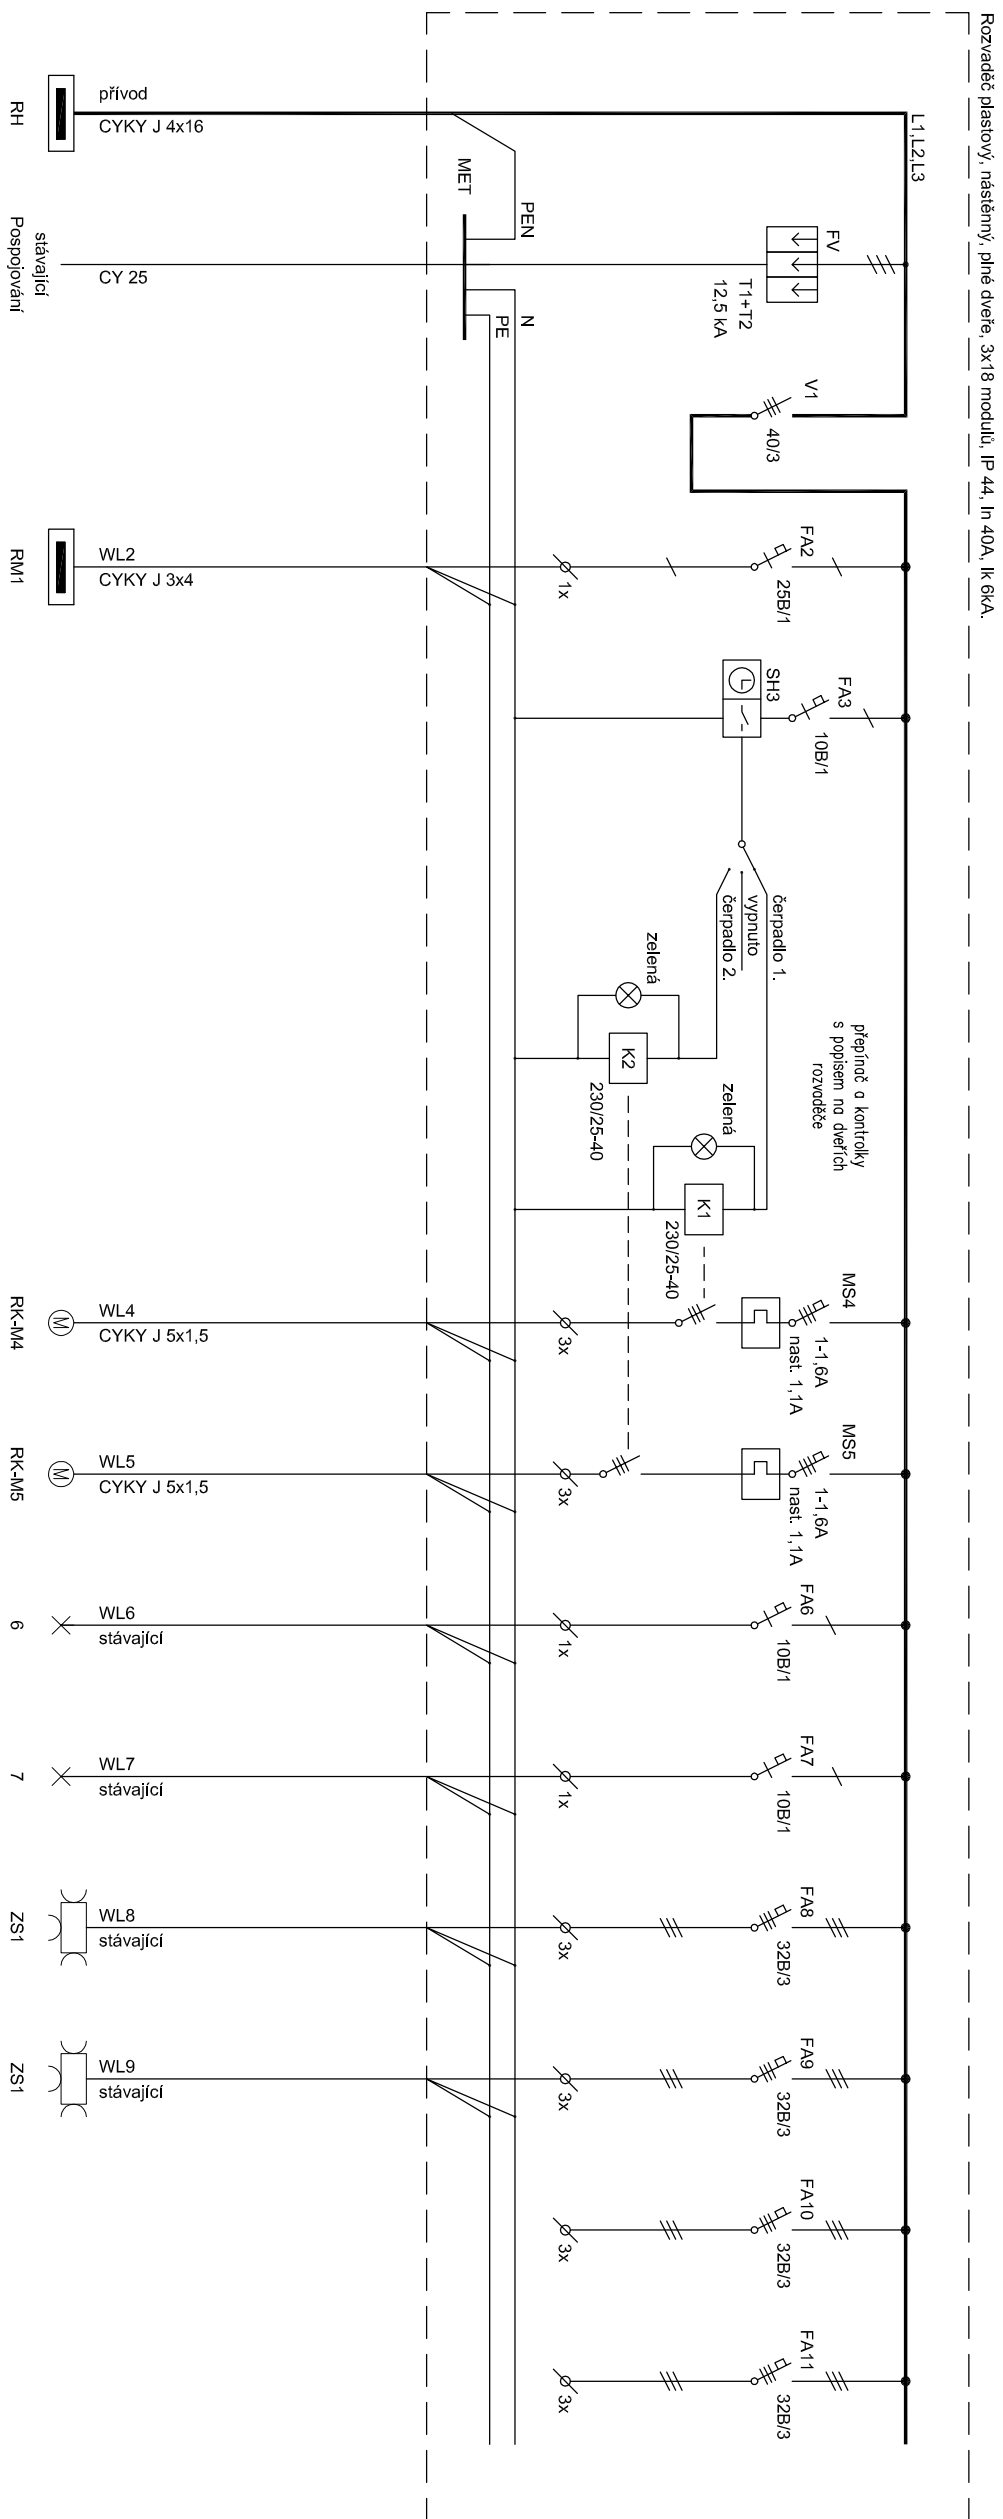 Rozvaděč plastový, nástěnný, plné dveře, 3x18 modulů, IP 44, In 40A, Ik 6kA.
L1,L2,L3
přívod
CYKY J 4x16
RH
MET
PEN
N
PE
FV
T1+T2
12,5 kA
CY 25
stávající
Pospojování
V1
40/3
FA2
25B/1
1x
WL2
CYKY J 3x4
RM1
FA3
10B/1
SH3
čerpadlo 1.
vypnuto
čerpadlo 2.
přepínač a kontrolky
s popisem na dveřích
rozvaděče
zelená
K2
230/25-40
zelená
K1
230/25-40
MS4
1-1,6A
nast. 1,1A
3x
WL4
CYKY J 5x1,5
M
RK-M4
MS5
1-1,6A
nast. 1,1A
3x
WL5
CYKY J 5x1,5
M
RK-M5
FA6
10B/1
1x
WL6
stávající
6
FA7
10B/1
1x
WL7
stávající
7
FA8
32B/3
3x
WL8
stávající
ZS1
FA9
32B/3
3x
WL9
stávající
ZS1
FA10
32B/3
3x
FA11
32B/3
3x